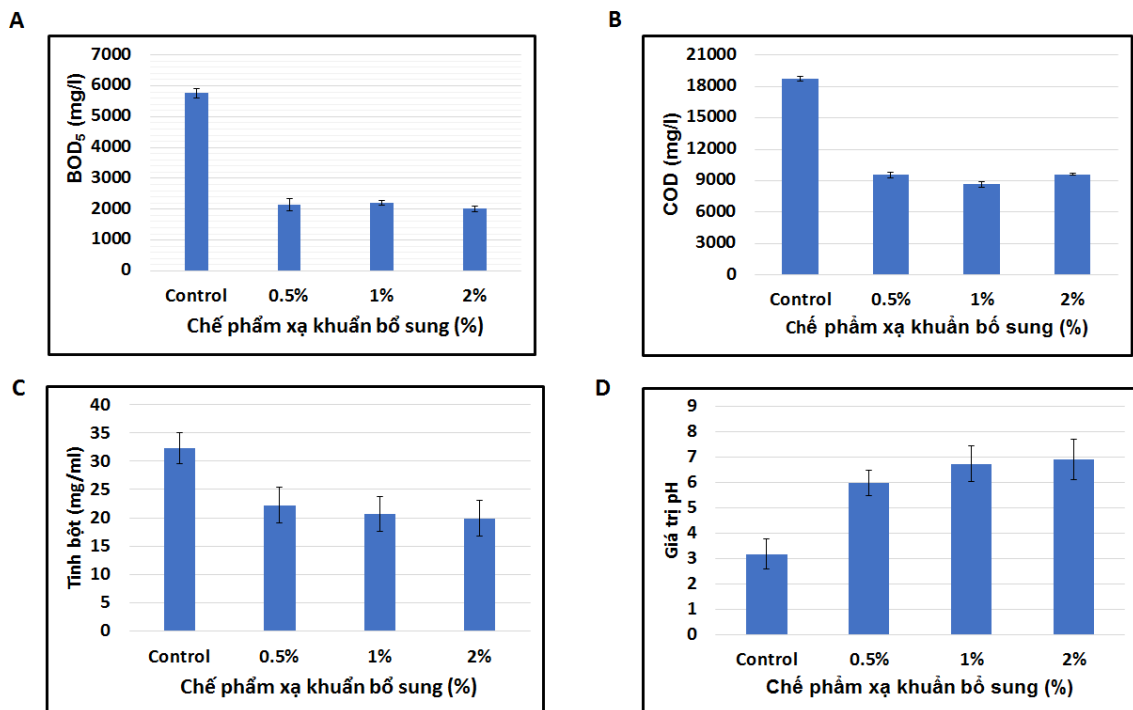 A
7000
6000
5000
4000
3000
2000
1000
0
BOD₅ (mg/l)
Control 0.5% 1% 2%
Chế phẩm xạ khuẩn bổ sung (%)
B
21000
18000
15000
12000
9000
6000
3000
0
COD (mg/l)
Control 0.5% 1% 2%
Chế phẩm xạ khuẩn bố sung (%)
C
40
35
30
25
20
15
10
5
0
Tinh bột (mg/ml)
Control 0.5% 1% 2%
Chế phẩm xạ khuẩn bổ sung (%)
D
9
8
7
6
5
4
3
2
1
0
Giá trị pH
Control 0.5% 1% 2%
Chế phẩm xạ khuẩn bổ sung (%)